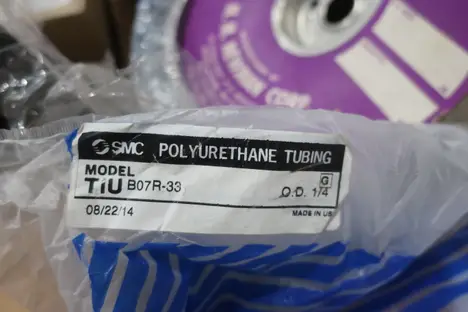 SMC POLYURETHANE TUBING
MODEL
TIU B07R-33
G
O.D. 1/4
08/22/14
MADE IN US